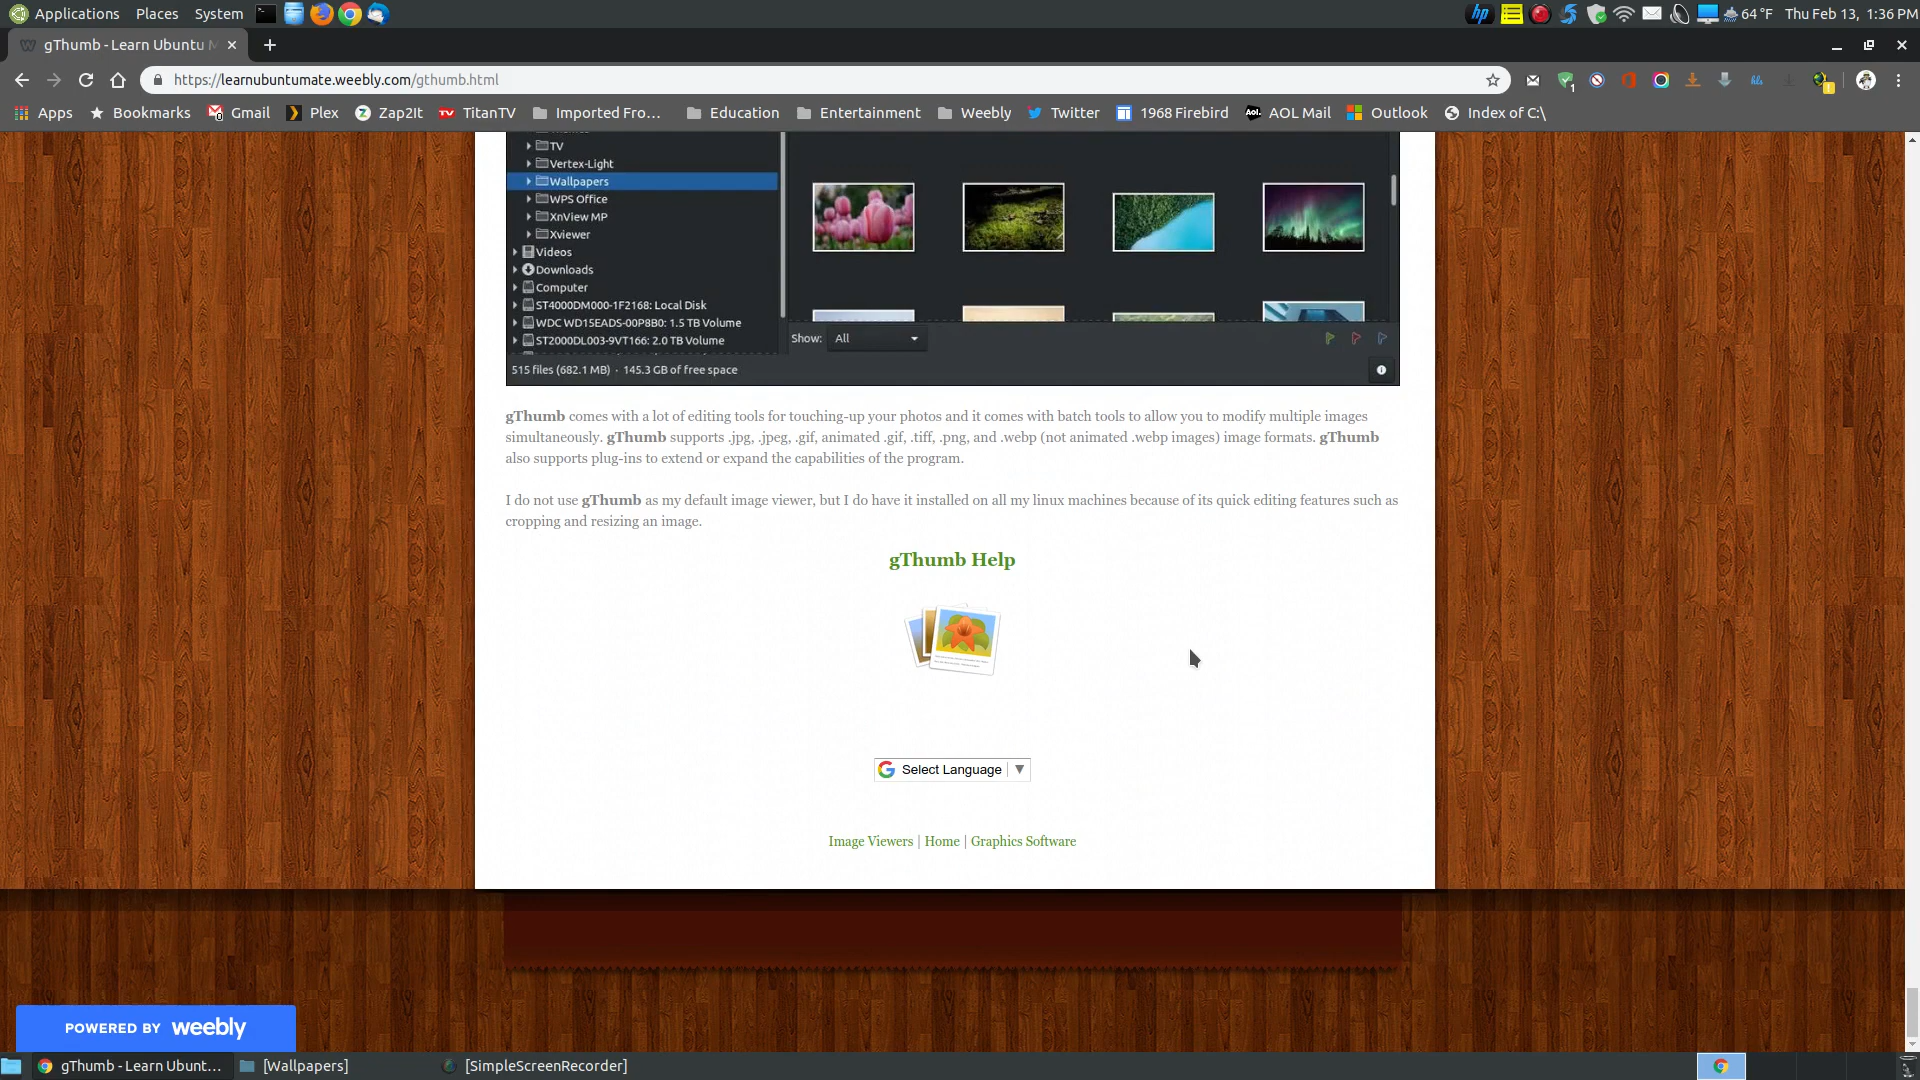 Applications Places System
hp 64 °F Thu Feb 13, 1:36 PM
gThumb - Learn Ubuntu M
https://learnubuntumate.weebly.com/gthumb.html
Apps Bookmarks Gmail Plex Zap2It TitanTV Imported Fro... Education Entertainment Weebly Twitter 1968 Firebird AOL Mail Outlook Index of C:\
TV
Vertex-Light
Wallpapers
WPS Office
XnView MP
Xviewer
Videos
Downloads
Computer
ST4000DM000-1F2168: Local Disk
WDC WD15EADS-00P8B0: 1.5 TB Volume
ST2000DL003-9VT166: 2.0 TB Volume
Show: All
515 files (682.1 MB) · 145.3 GB of free space
gThumb comes with a lot of editing tools for touching-up your photos and it comes with batch tools to allow you to modify multiple images
simultaneously. gThumb supports .jpg, .jpeg, .gif, animated .gif, .tiff, .png, and .webp (not animated .webp images) image formats. gThumb
also supports plug-ins to extend or expand the capabilities of the program.
I do not use gThumb as my default image viewer, but I do have it installed on all my linux machines because of its quick editing features such as
cropping and resizing an image.
gThumb Help
Select Language ▼
Image Viewers | Home | Graphics Software
POWERED BY weebly
gThumb - Learn Ubunt... [Wallpapers] [SimpleScreenRecorder]